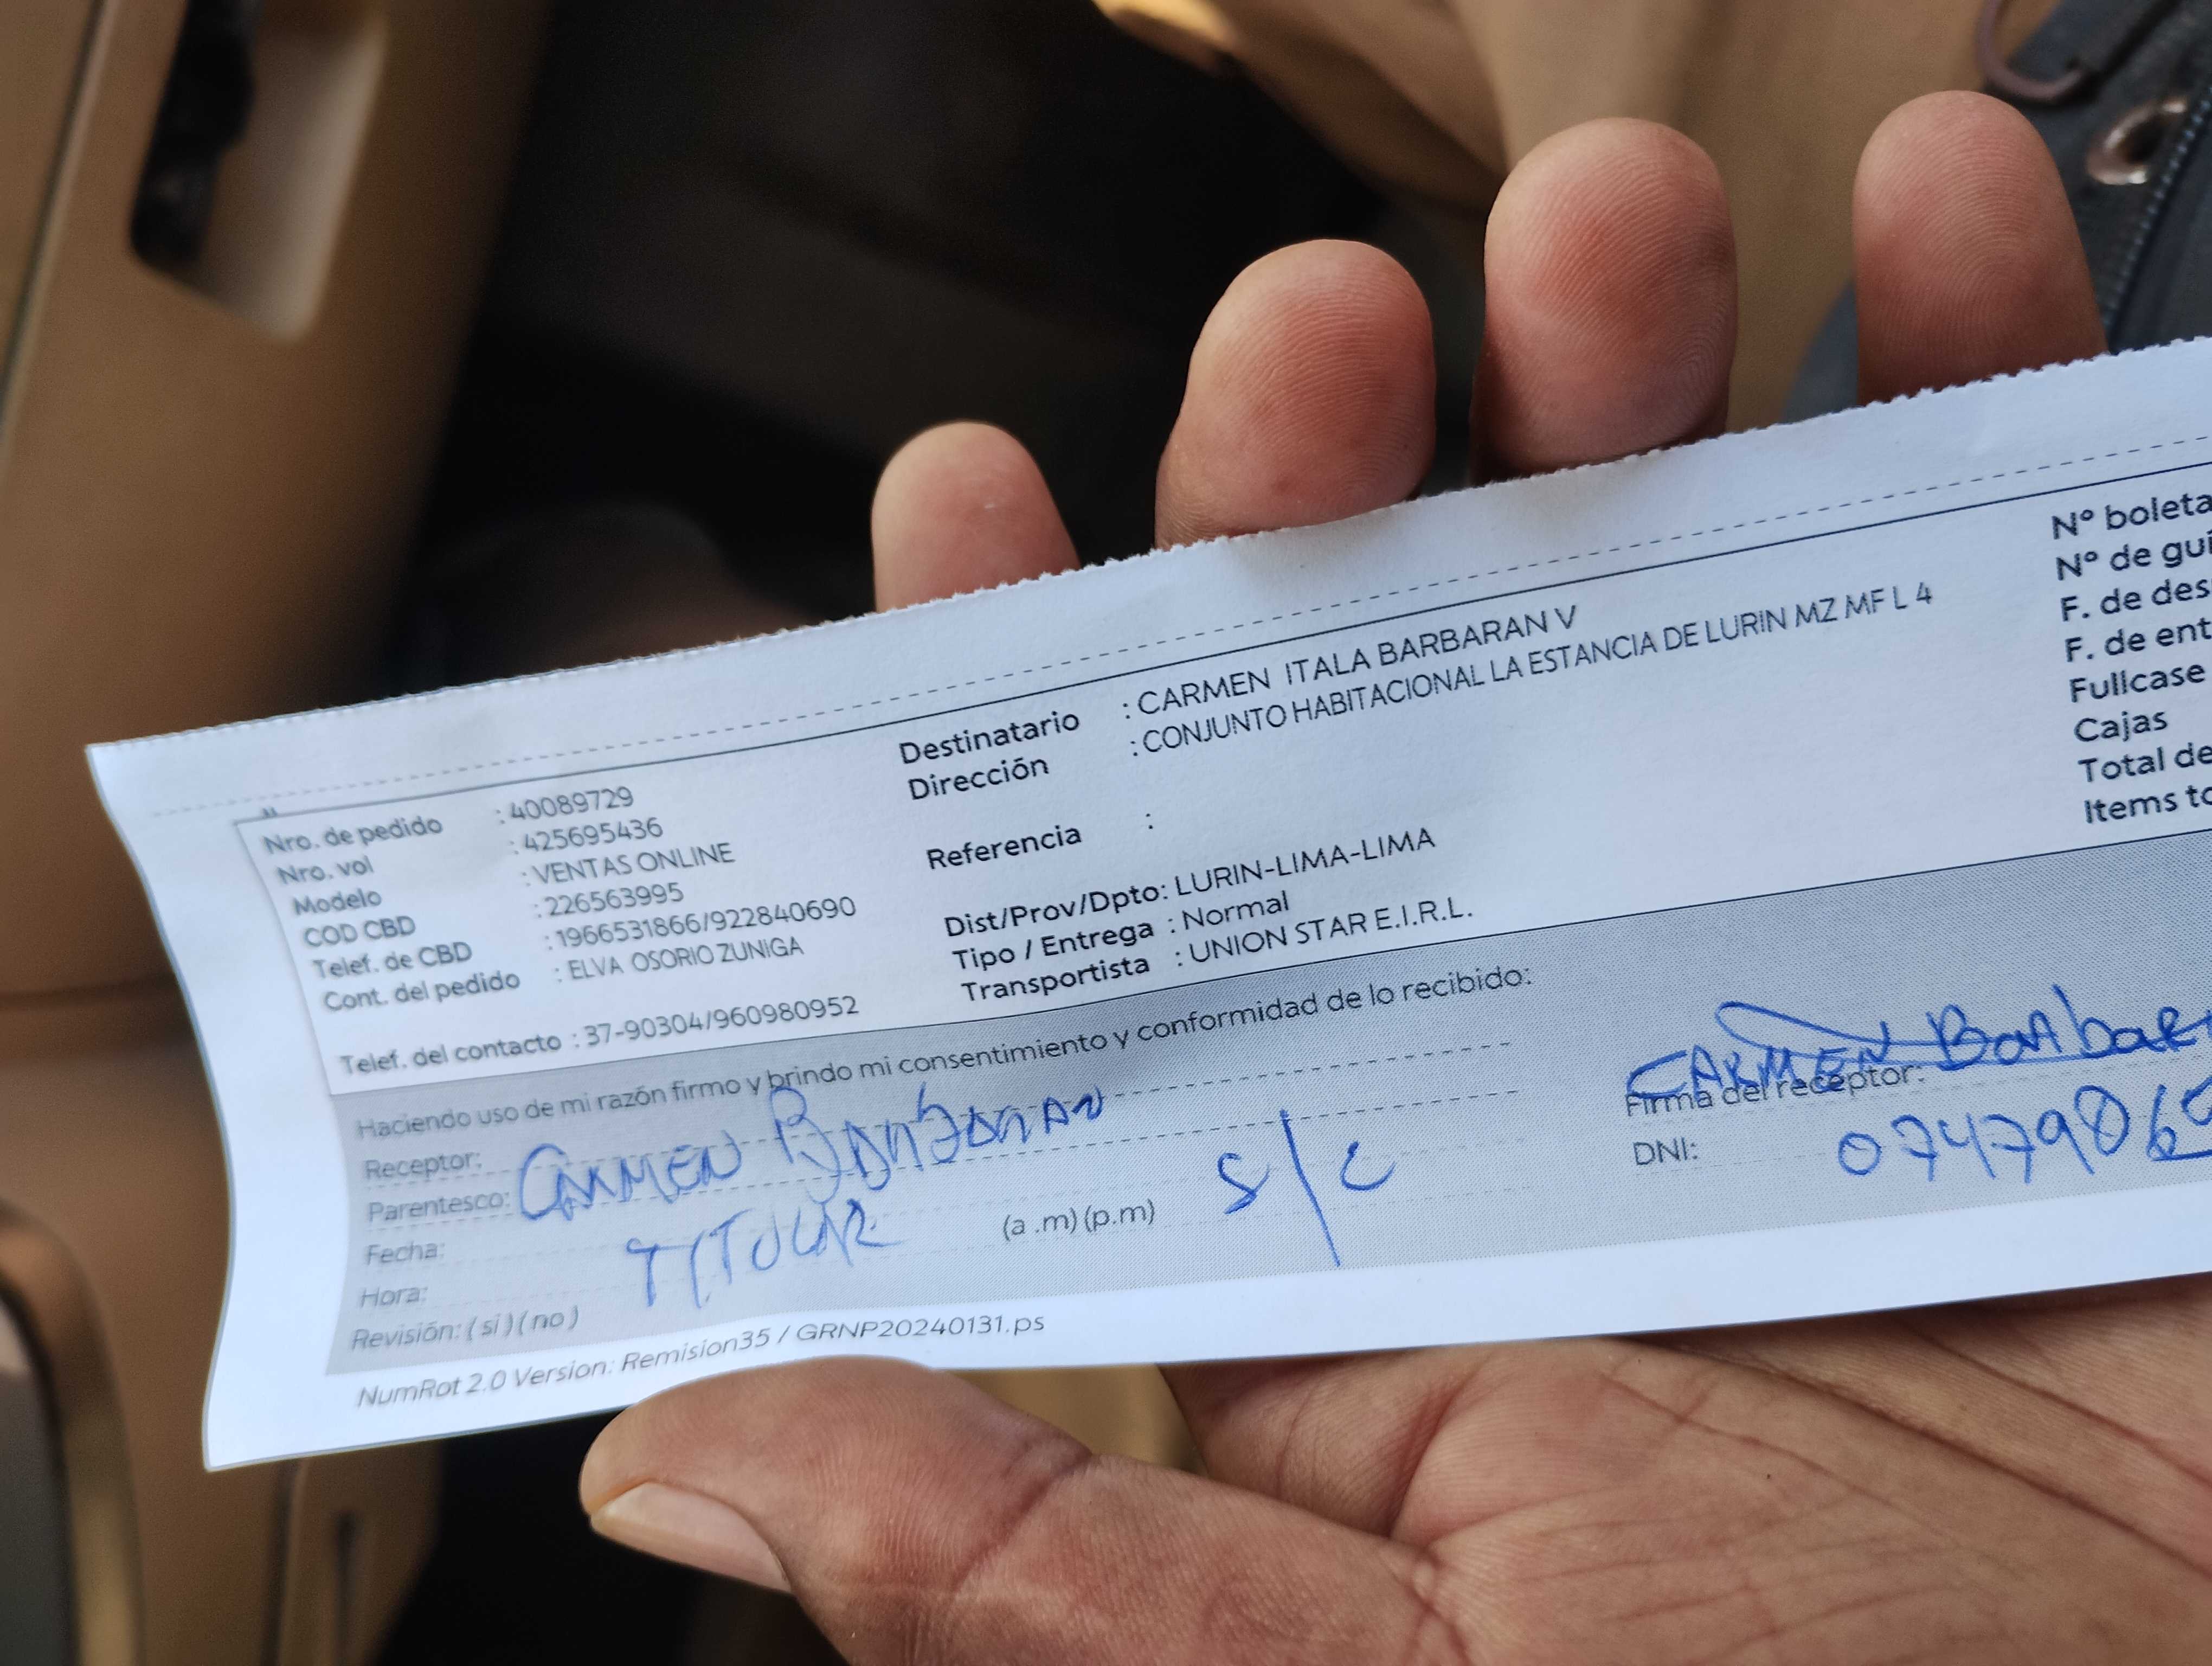 Nro. de pedido : 40089729
Nro. vol : 425695436
Modelo : VENTAS ONLINE
COD CBD : 226563995
Telef. de CBD : 1966531866/922840690
Cont. del pedido : ELVA OSORIO ZUNIGA
Telef. del contacto : 37-90304/960980952
Destinatario : CARMEN ITALA BARBARAN V
Dirección : CONJUNTO HABITACIONAL LA ESTANCIA DE LURIN MZ MF L 4
Referencia :
Dist/Prov/Dpto: LURIN-LIMA-LIMA
Tipo / Entrega : Normal
Transportista : UNION STAR E.I.R.L.
Nº boleta
Nº de gui
F. de des
F. de ent
Fullcase
Cajas
Total de
Items to
Haciendo uso de mi razón firmo y brindo mi consentimiento y conformidad de lo recibido:
Receptor: CARMEN BARBARAN
Parentesco: TITULAR
Fecha:
Hora: (a .m) (p.m) S/C
Revisión: ( si ) ( no )
CARMEN Barbar
Firma del receptor:
DNI: 0747986
NumRot 2.0 Version: Remision35 / GRNP20240131.ps